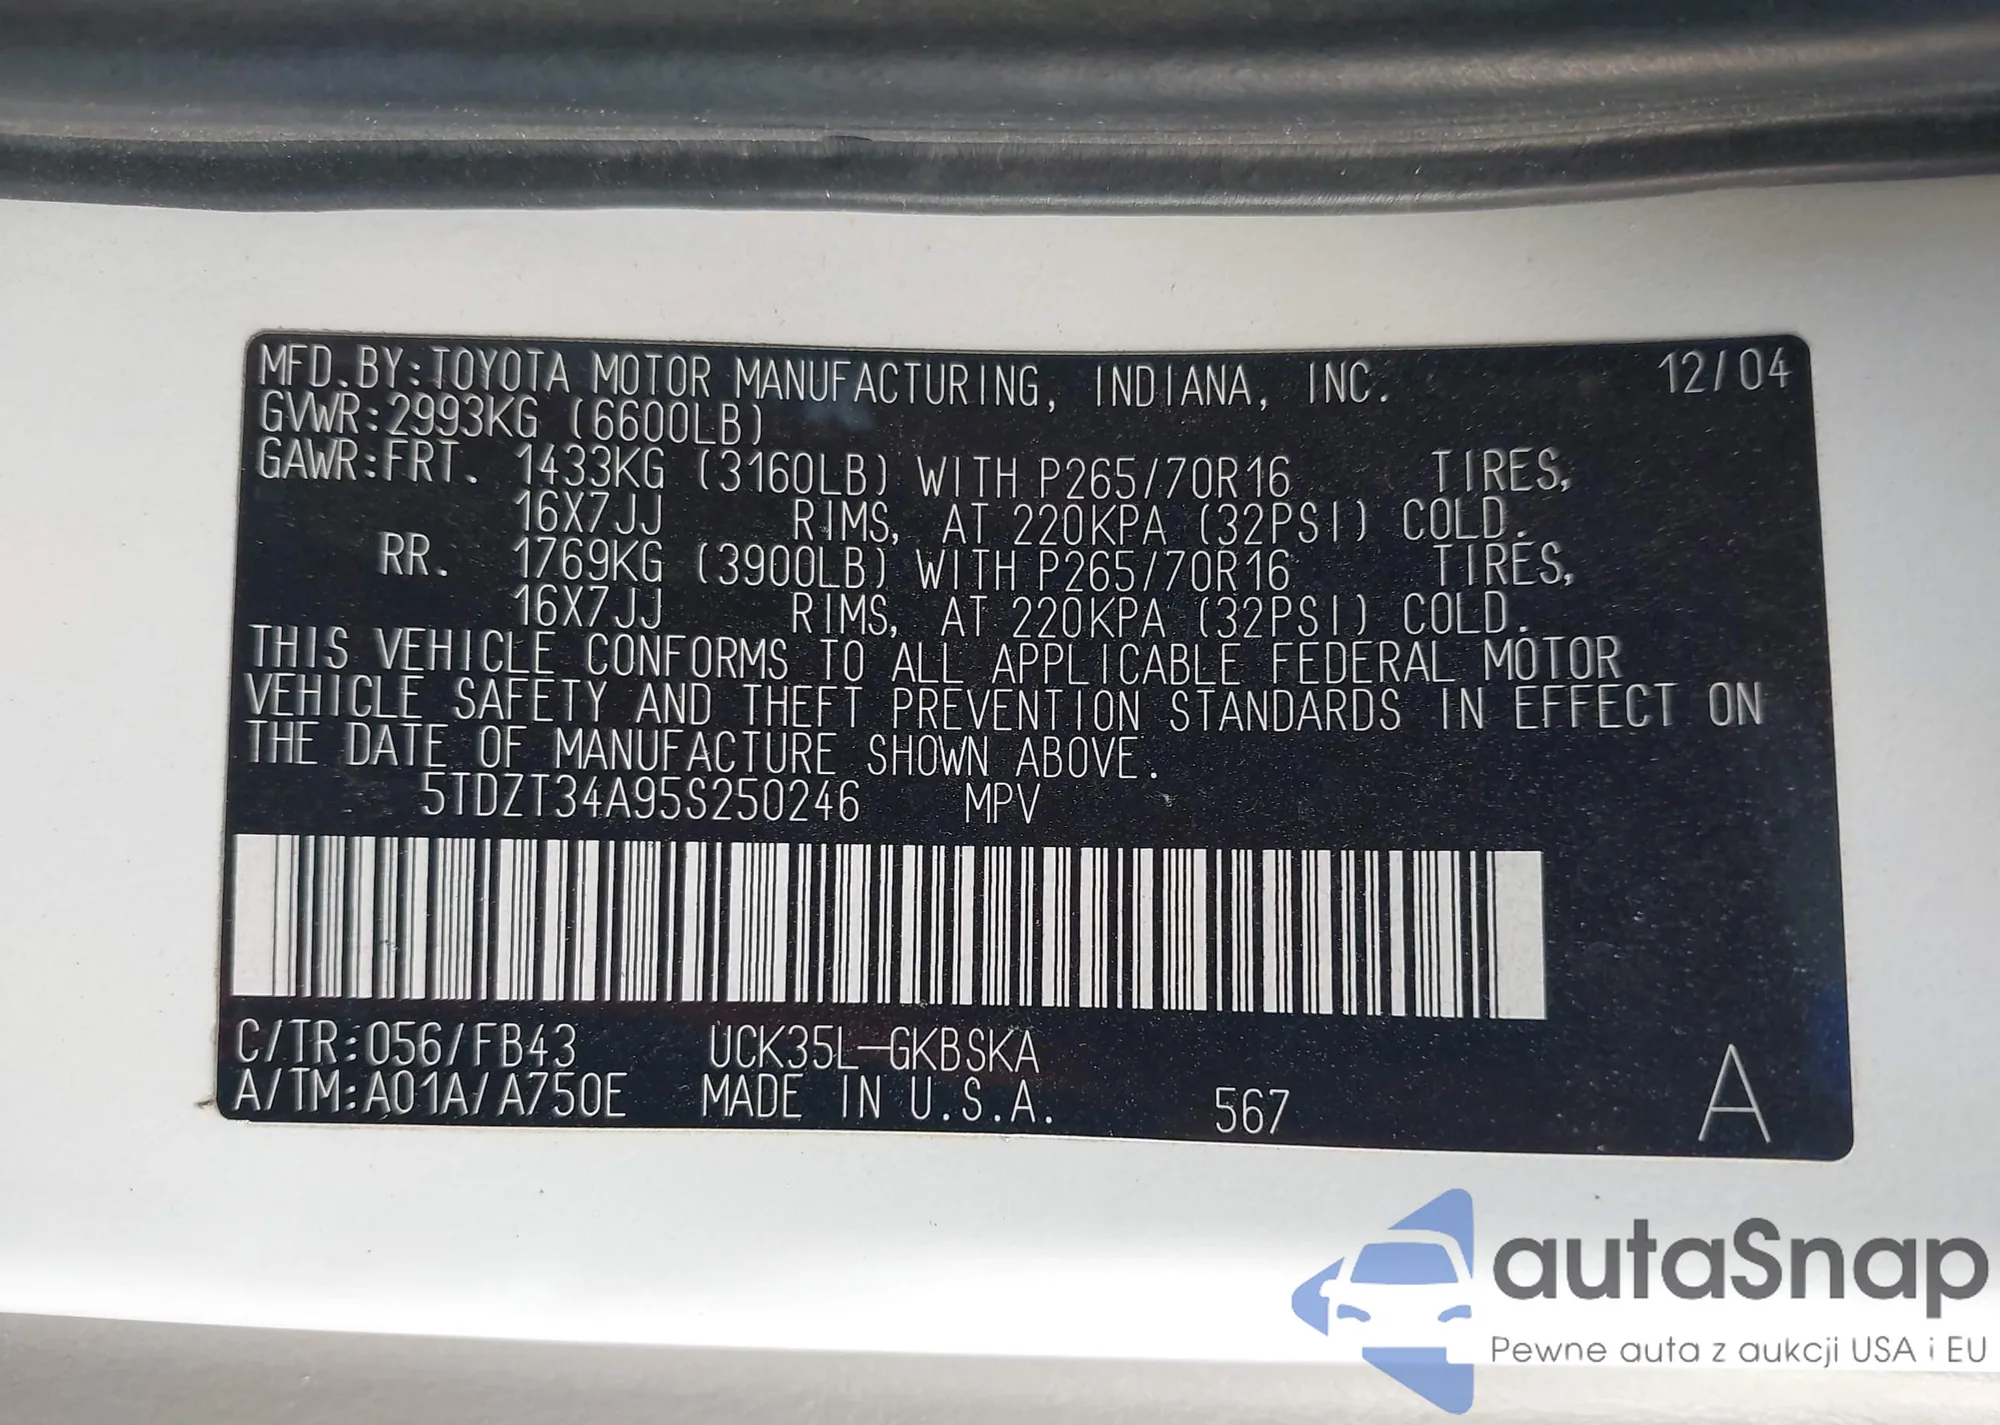 MFD. BY: TOYOTA MOTOR MANUFACTURING, INDIANA, INC. 12/04
GVWR: 2993KG (6600LB)
GAWR: FRT. 1433KG (3160LB) WITH P265/70R16 TIRES,
16X7JJ RIMS, AT 220KPA (32PSI) COLD.
RR. 1769KG (3900LB) WITH P265/70R16 TIRES,
16X7JJ RIMS, AT 220KPA (32PSI) COLD.
THIS VEHICLE CONFORMS TO ALL APPLICABLE FEDERAL MOTOR
VEHICLE SAFETY AND THEFT PREVENTION STANDARDS IN EFFECT ON
THE DATE OF MANUFACTURE SHOWN ABOVE.
5TDZT34A95S250246 MPV
C/TR: 056/FB43 UCK35L-GKBSKA
A/TM: A01A/A750E MADE IN U.S.A. 567 A
autaSnap
Pewne auta z aukcji USA i EU